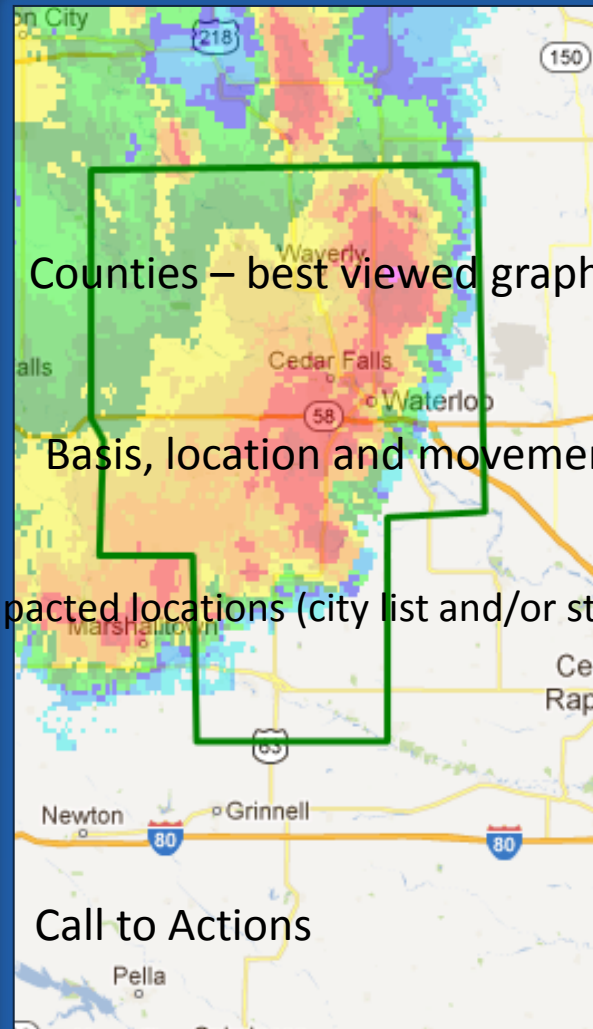 on City
218
150
Waverly
Counties – best viewed graph
alls
Cedar Falls
58
Waterloo
Basis, location and movemen
pacted locations (city list and/or st
Marshalltown
Ce
Rap
63
Newton
Grinnell
80
80
Call to Actions
Pella